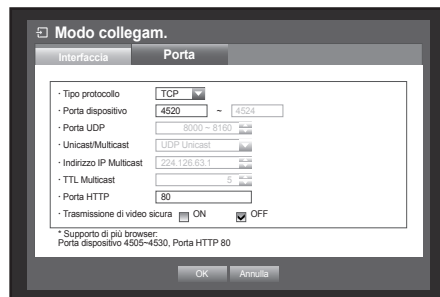 Modo collegam.
Interfaccia Porta
· Tipo protocollo TCP
· Porta dispositivo 4520 ~ 4524
· Porta UDP 8000 ~ 8160
· Unicast/Multicast UDP Unicast
· Indirizzo IP Multicast 224.126.63.1
· TTL Multicast 5
· Porta HTTP 80
· Trasmissione di video sicura ON OFF
* Supporto di più browser:
Porta dispositivo 4505~4530, Porta HTTP 80
OK Annulla